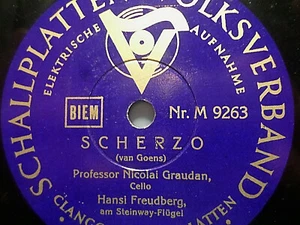 SCHALLPLATTEN VOLKSVERBAND
ELEKTRISCHE AUFNAHME
BIEM
Nr. M 9263
SCHERZO
(van Goens)
Professor Nicolai Graudan,
Cello
Hansi Freudberg,
am Steinway-Flügel